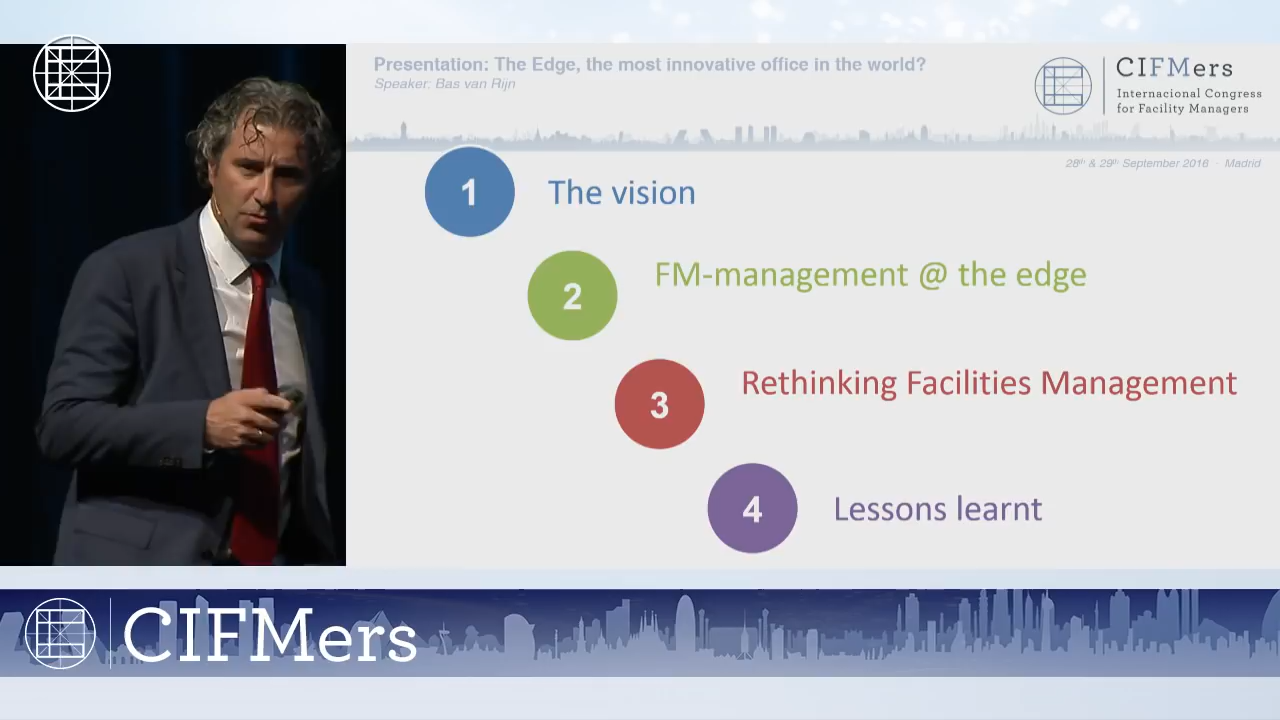 Presentation: The Edge, the most innovative office in the world?
Speaker: Bas van Rijn
CIFMers
Internacional Congress
for Facility Managers
28th & 29th September 2016 · Madrid
1
The vision
2
FM-management @ the edge
3
Rethinking Facilities Management
4
Lessons learnt
CIFMers